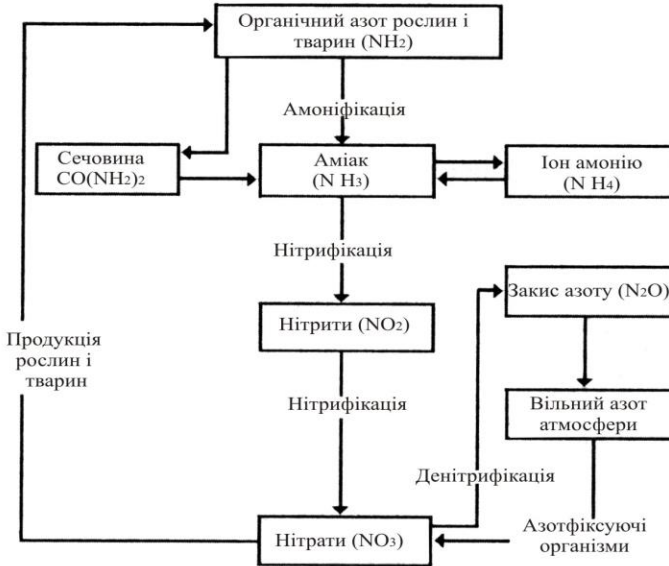 Органічний азот рослин і
тварин (NH2)
Амоніфікація
Сечовина
CO(NH2)2
Аміак
(N H3)
Іон амонію
(N H4)
Нітрифікація
Закис азоту (N2O)
Нітрити (NO2)
Продукція
рослин і
тварин
Нітрифікація
Вільний азот
атмосфери
Денітрифікація
Нітрати (NO3)
Азотфіксуючі
організми